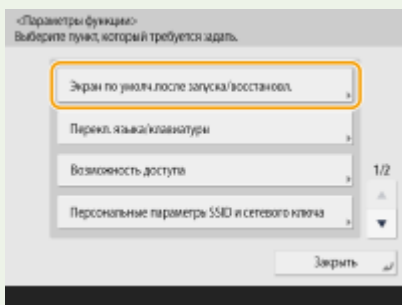 <Параметры функции>
Выберите пункт, который требуется задать.
Экран по умолч.после запуска/восстановл.
Перекл. языка/клавиатуры
Возможность доступа
1/2
Персональные параметры SSID и сетевого ключа
Закрыть